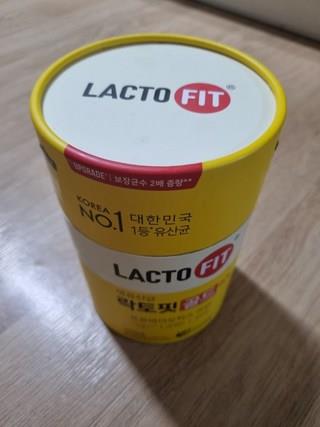 LACTO FIT®
'UPGRADE' | 보장균수 2배 증량**
KOREA
NO.1 대한민국
1등*유산균
LACTO FIT
락토핏 골드